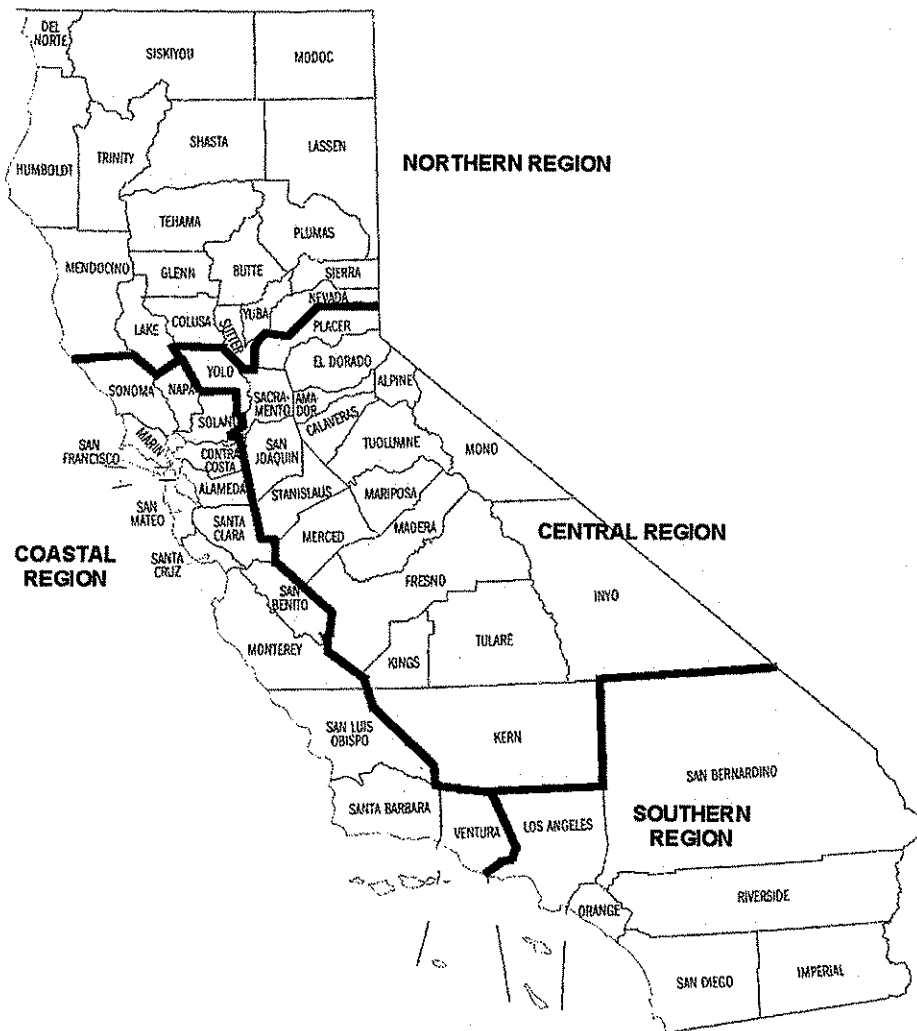 DEL
NORTE
SISKIYOU
MODOC
HUMBOLDT
TRINITY
SHASTA
LASSEN
NORTHERN REGION
TEHAMA
PLUMAS
MENDOCINO
GLENN
BUTTE
SIERRA
NEVADA
YUBA
SUTTER
COLUSA
LAKE
PLACER
EL DORADO
YOLO
SONOMA
NAPA
SACRA-
MENTO
AMA-
DOR
ALPINE
SOLANO
CALAVERAS
TUOLUMNE
MONO
MARIN
SAN
FRANCISCO
CONTRA
COSTA
SAN
JOAQUIN
ALAMEDA
STANISLAUS
MARIPOSA
SAN
MATEO
SANTA
CLARA
MERCED
MADERA
CENTRAL REGION
COASTAL
REGION
SANTA
CRUZ
SAN
BENITO
FRESNO
INYO
MONTEREY
KINGS
TULARE
SAN LUIS
OBISPO
KERN
SAN BERNARDINO
SANTA BARBARA
VENTURA
LOS ANGELES
SOUTHERN
REGION
ORANGE
RIVERSIDE
SAN DIEGO
IMPERIAL